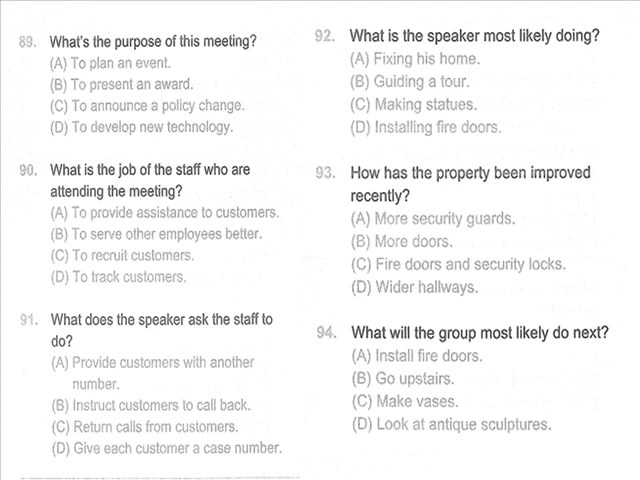 89. What's the purpose of this meeting?
(A) To plan an event.
(B) To present an award.
(C) To announce a policy change.
(D) To develop new technology.
90. What is the job of the staff who are
attending the meeting?
(A) To provide assistance to customers.
(B) To serve other employees better.
(C) To recruit customers.
(D) To track customers.
91. What does the speaker ask the staff to
do?
(A) Provide customers with another
number.
(B) Instruct customers to call back.
(C) Return calls from customers.
(D) Give each customer a case number.
92. What is the speaker most likely doing?
(A) Fixing his home.
(B) Guiding a tour.
(C) Making statues.
(D) Installing fire doors.
93. How has the property been improved
recently?
(A) More security guards.
(B) More doors.
(C) Fire doors and security locks.
(D) Wider hallways.
94. What will the group most likely do next?
(A) Install fire doors.
(B) Go upstairs.
(C) Make vases.
(D) Look at antique sculptures.